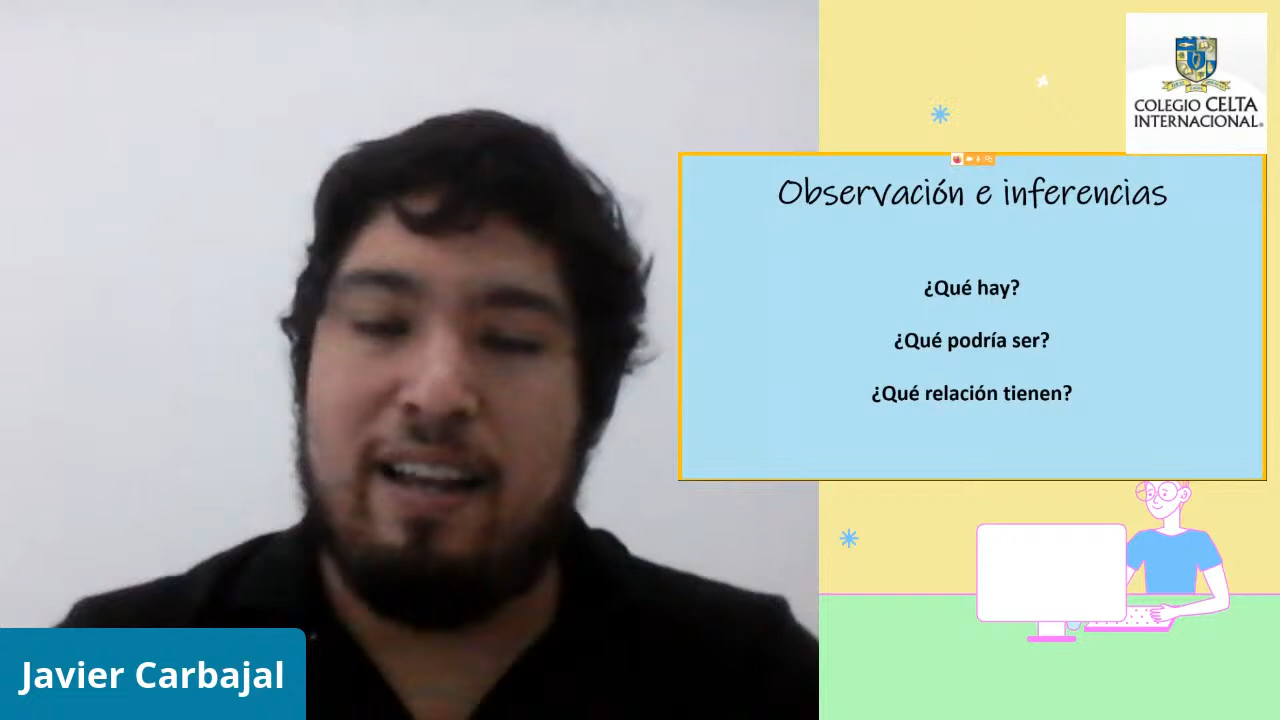 COLEGIO CELTA
INTERNACIONAL®
Observación e inferencias
¿Qué hay?
¿Qué podría ser?
¿Qué relación tienen?
Javier Carbajal